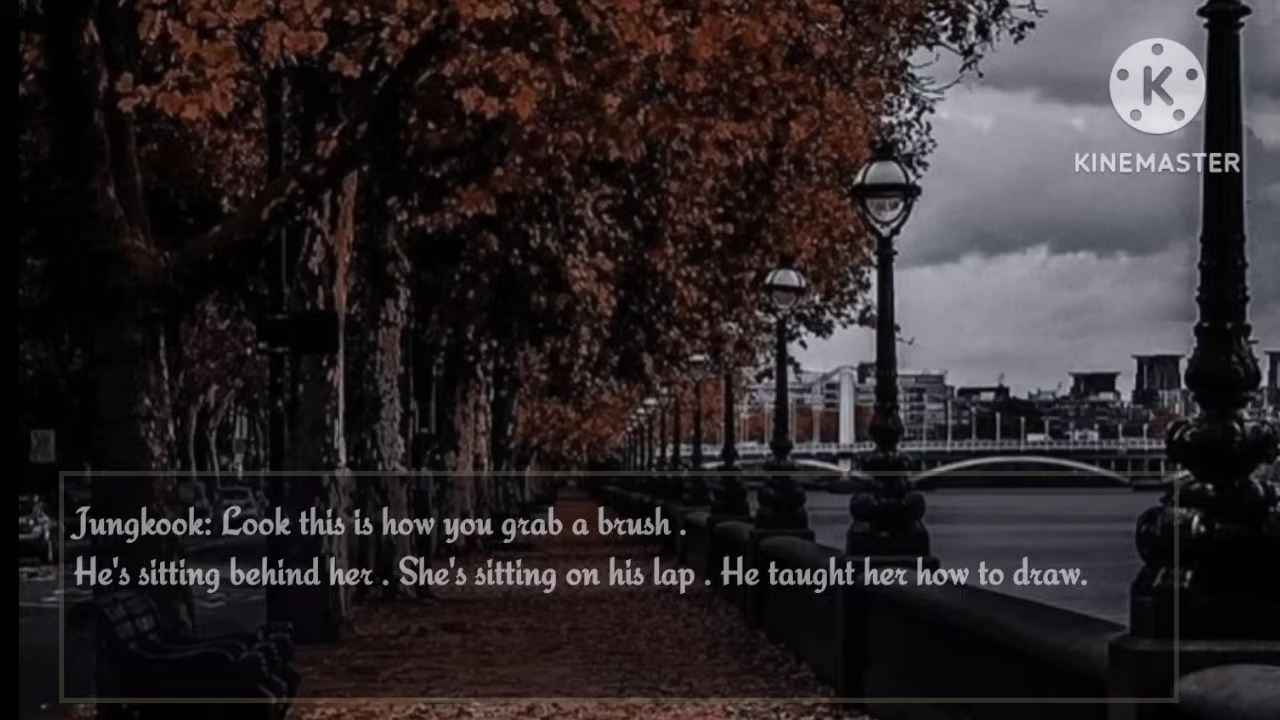 KINEMASTER
Jungkook: Look this is how you grab a brush .
He's sitting behind her . She's sitting on his lap . He taught her how to draw.